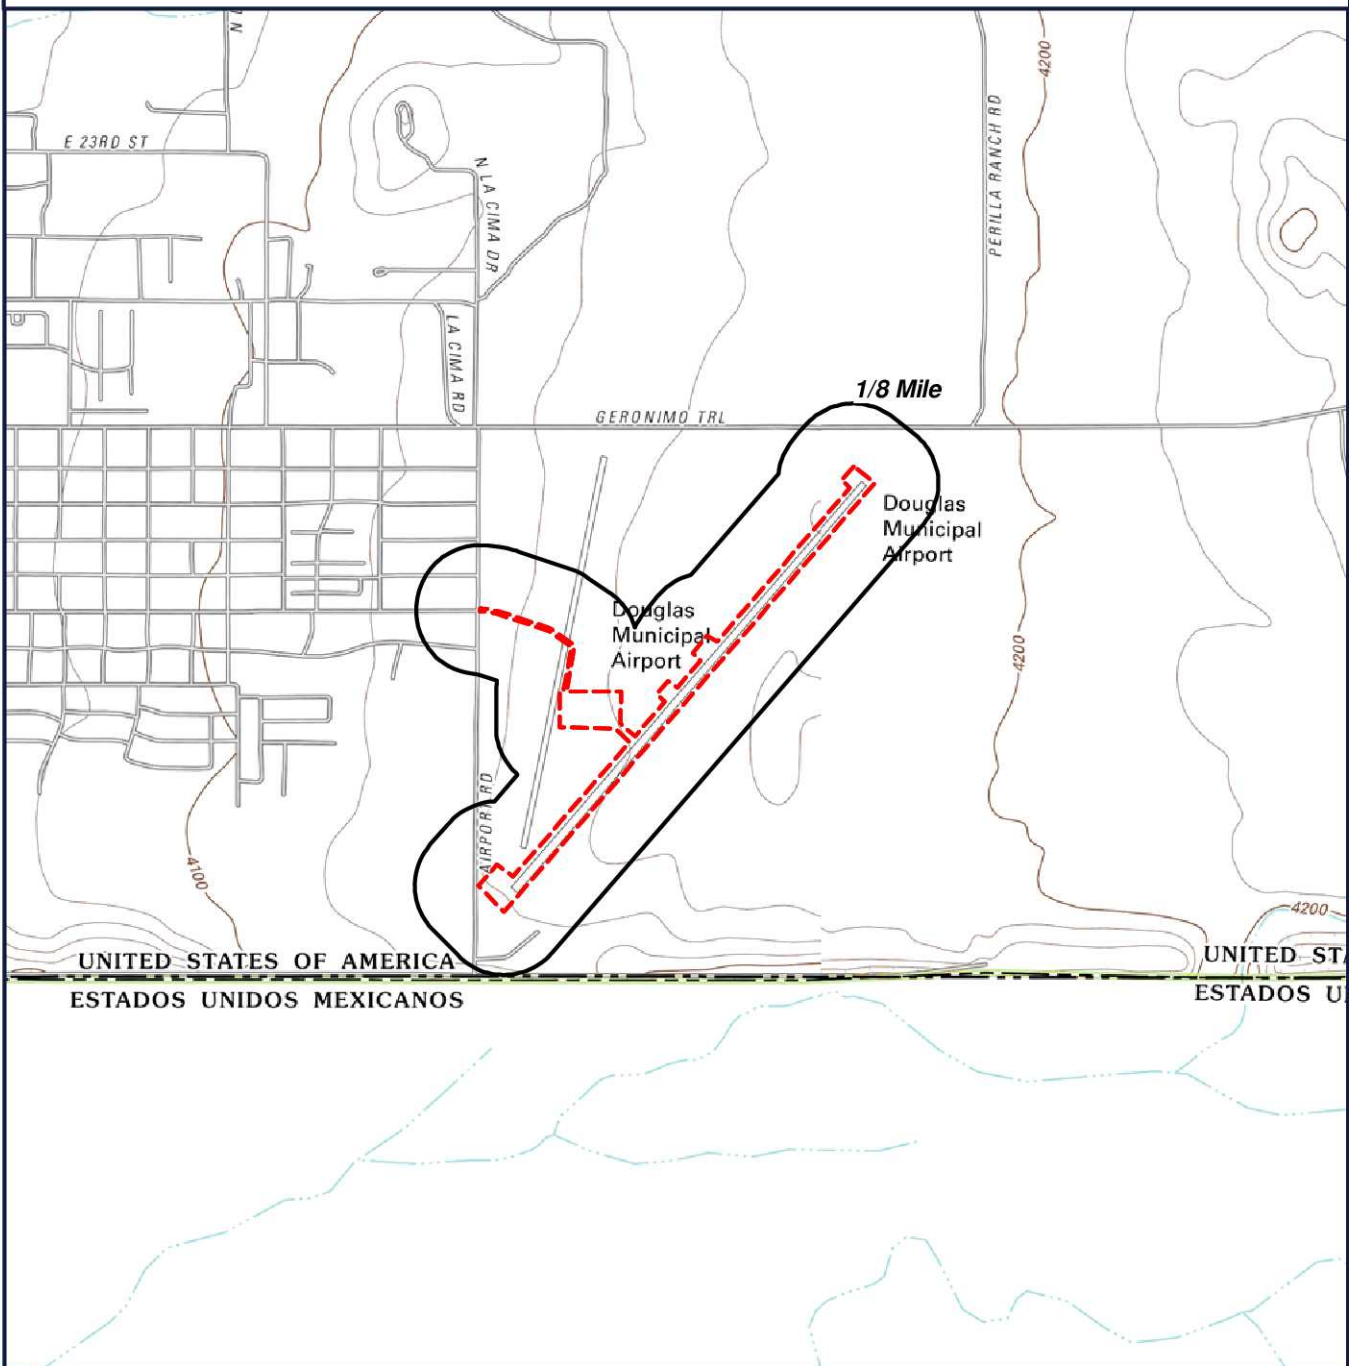 N
4200
E 23RD ST
PERILLA RANCH RD
N LA CIMA DR
LA CIMA RD
1/8 Mile
GERONIMO TRL
Douglas
Municipal
Airport
Douglas
Municipal
Airport
4200
AIRPORT RD
4100
4200
UNITED STATES OF AMERICA
UNITED STA
ESTADOS UNIDOS MEXICANOS
ESTADOS U